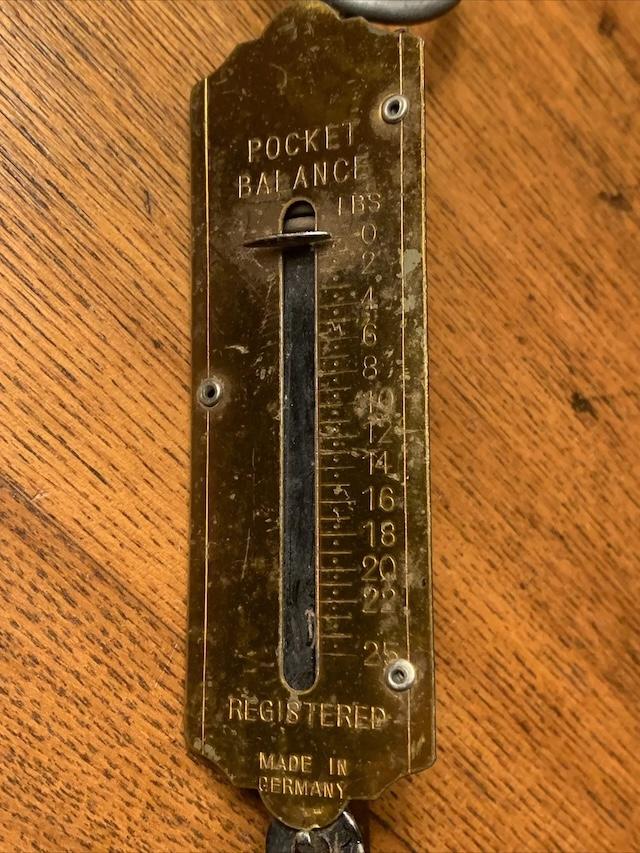 POCKET
BALANCE
LBS
0
2
4
6
8
10
12
14
16
18
20
22
25
REGISTERED
MADE IN
GERMANY